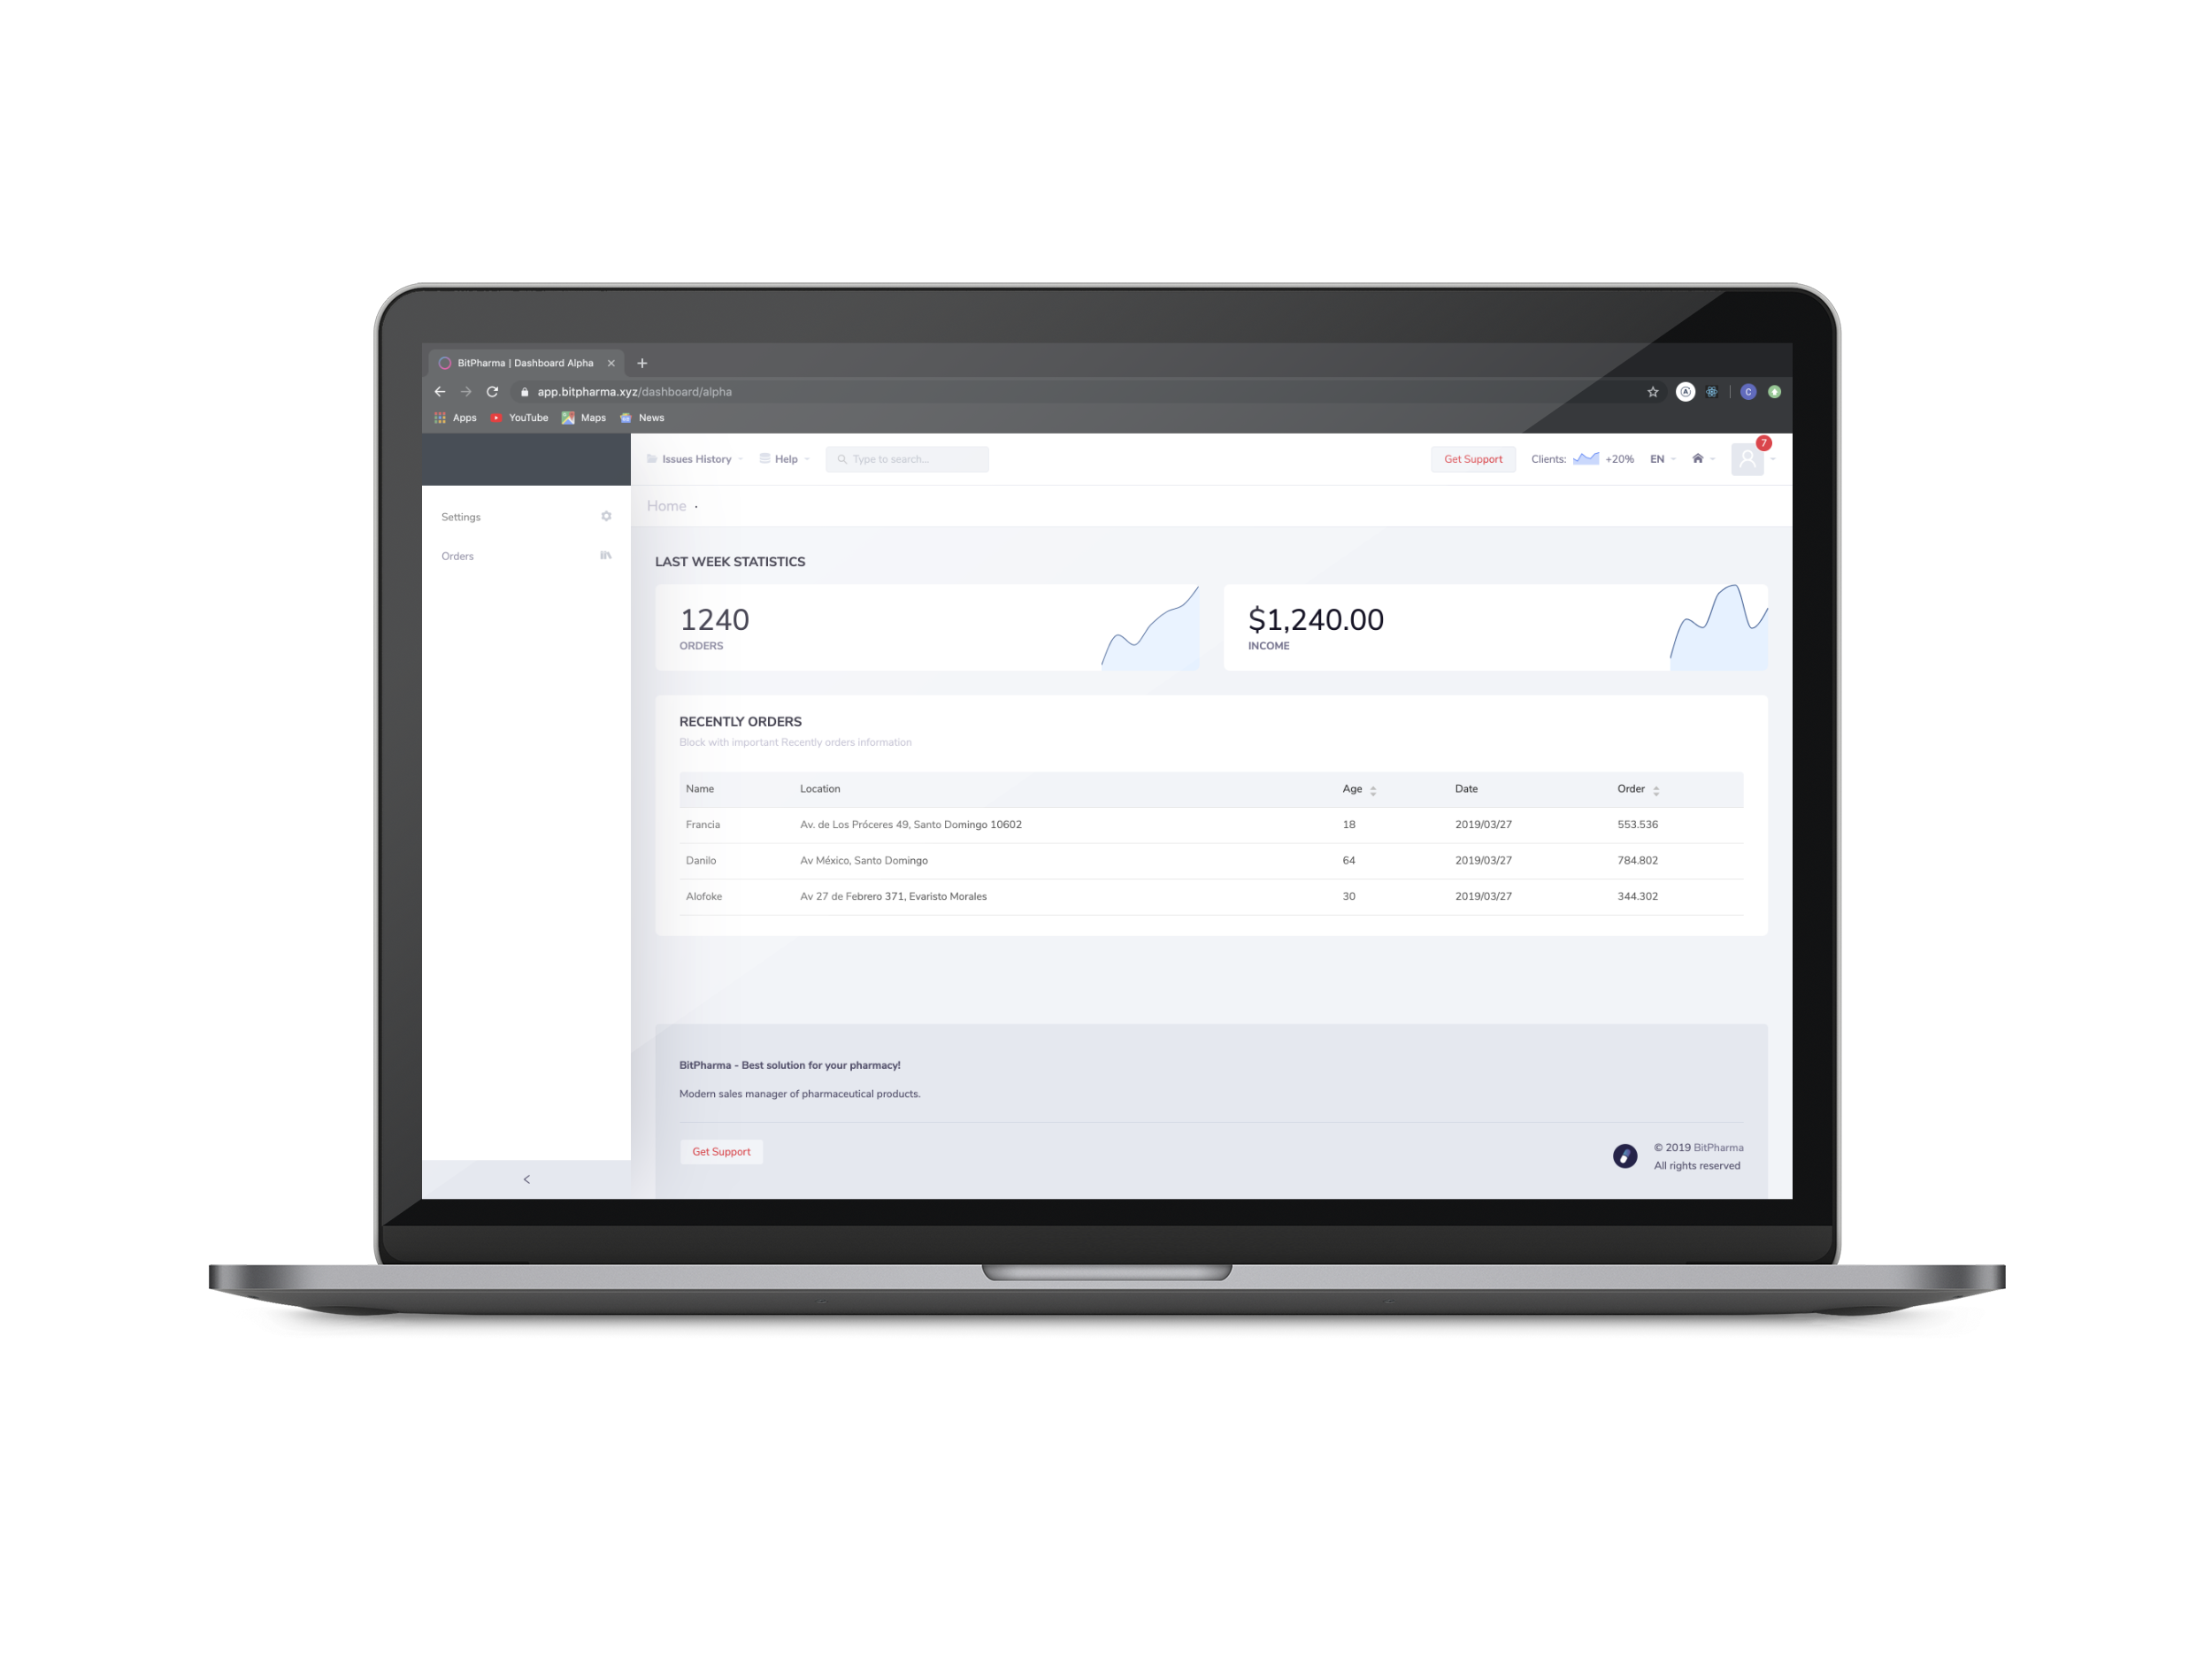 BitPharma | Dashboard Alpha
app.bitpharma.xyz/dashboard/alpha
Apps YouTube Maps News
Issues History Help Type to search... Get Support Clients: +20% EN 7
Home ·
Settings
Orders
LAST WEEK STATISTICS
1240
ORDERS
$1,240.00
INCOME
RECENTLY ORDERS
Block with important Recently orders information
Name Location Age Date Order
Francia Av. de Los Próceres 49, Santo Domingo 10602 18 2019/03/27 553.536
Danilo Av México, Santo Domingo 64 2019/03/27 784.802
Alofoke Av 27 de Febrero 371, Evaristo Morales 30 2019/03/27 344.302
BitPharma - Best solution for your pharmacy!
Modern sales manager of pharmaceutical products.
Get Support
© 2019 BitPharma
All rights reserved